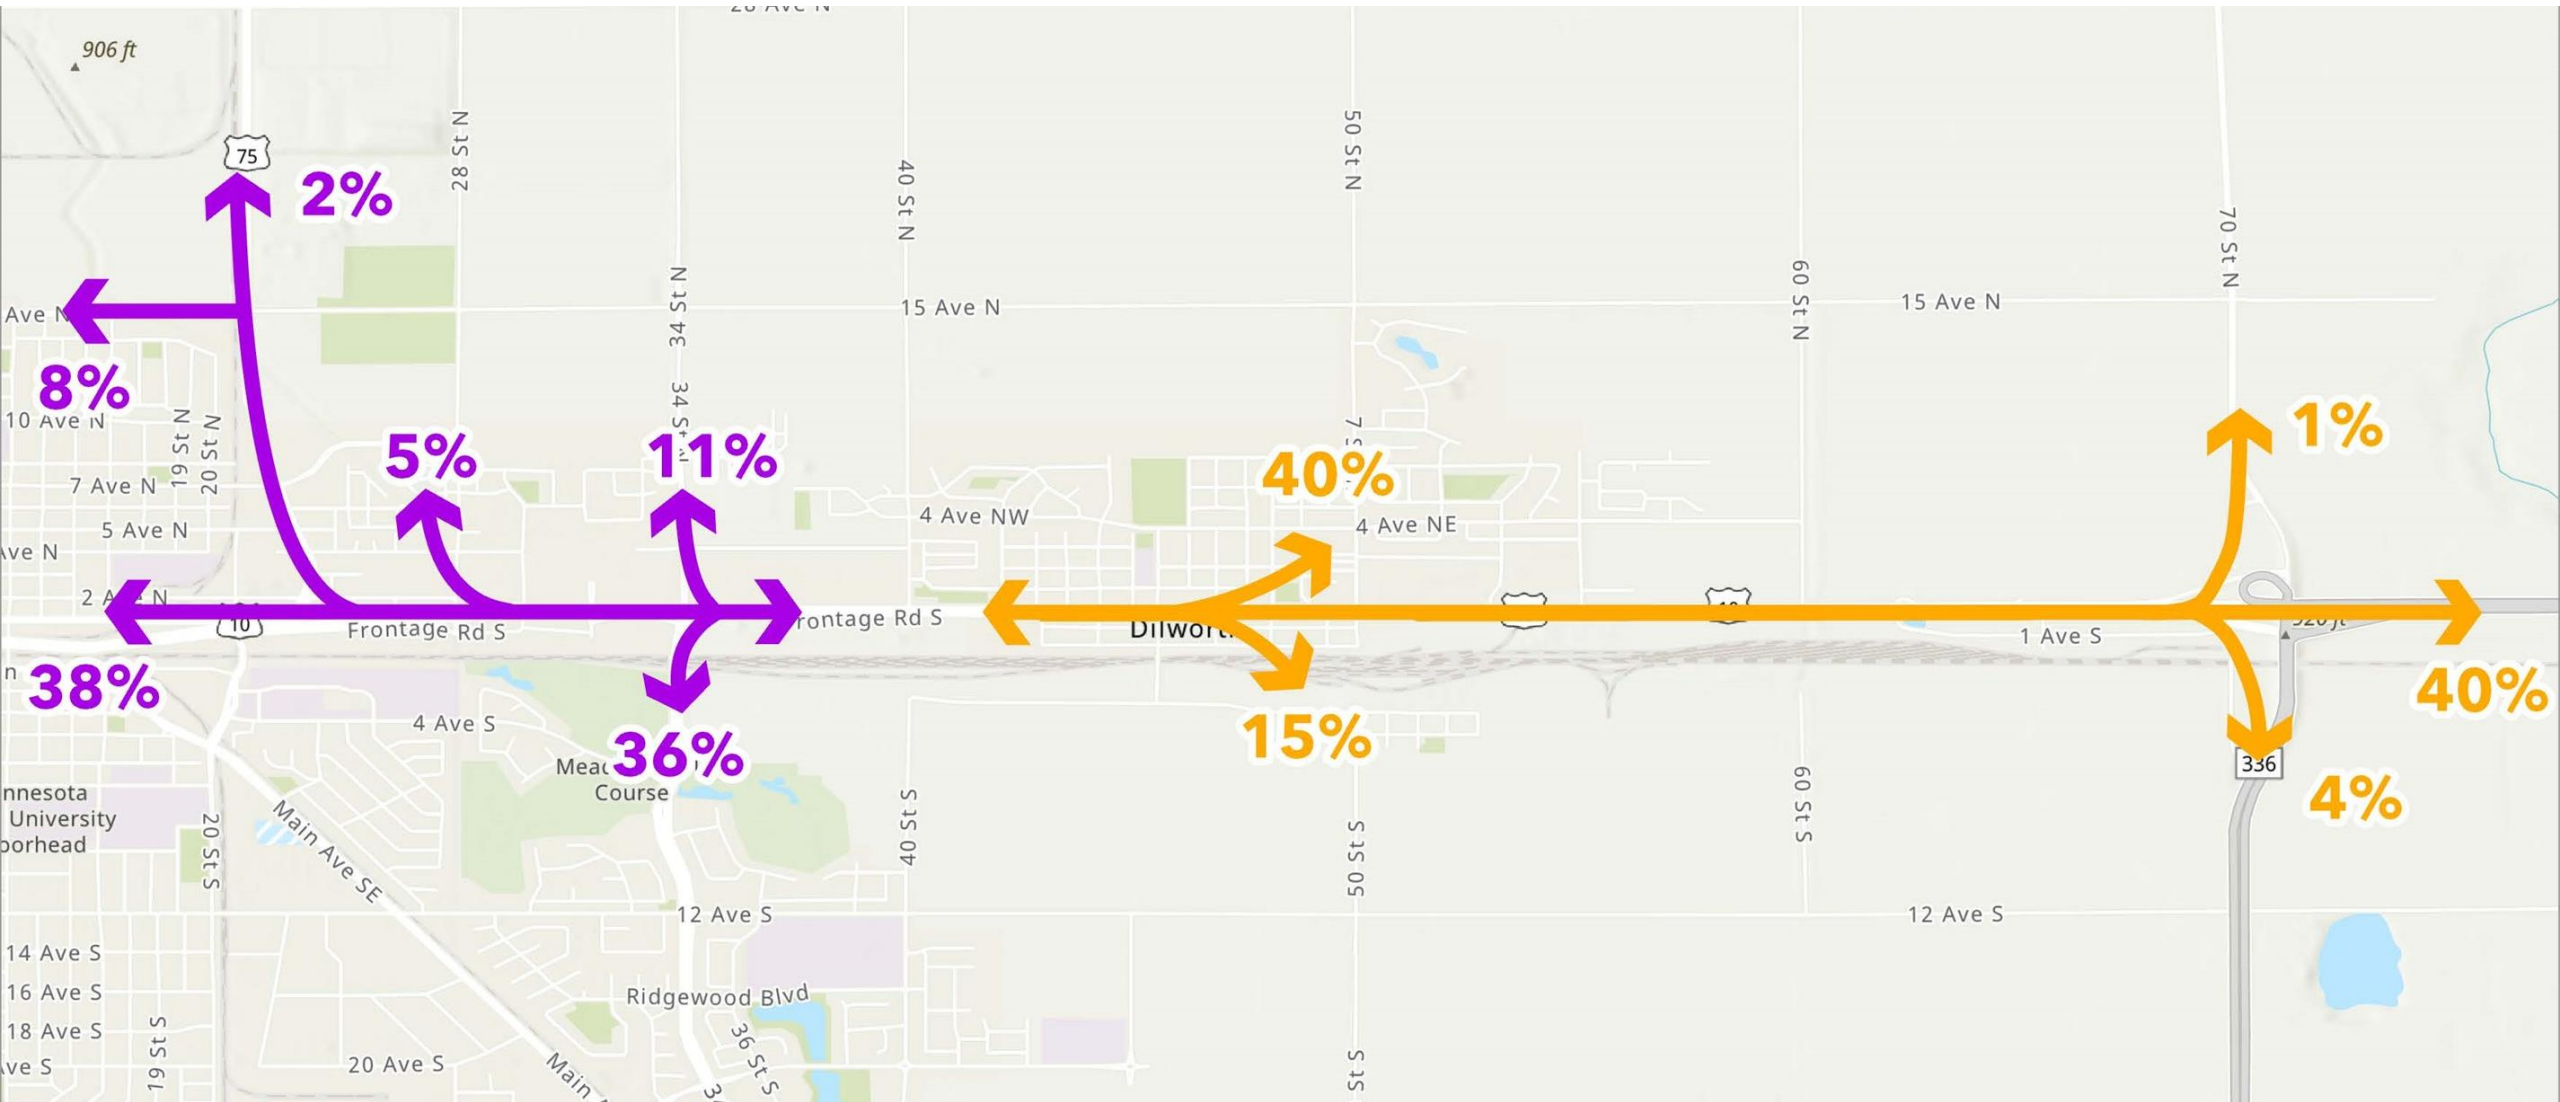 906 ft
75
2%
28 St N
34 St N
40 St N
50 St N
60 St N
70 St N
15 Ave N
15 Ave N
8%
10 Ave N
19 St N
20 St N
5%
11%
40%
1%
7 Ave N
5 Ave N
4 Ave NW
4 Ave NE
10
Frontage Rd S
Frontage Rd S
1 Ave S
38%
36%
15%
40%
4%
336
4 Ave S
Course
20 St S
Main Ave SE
40 St S
50 St S
60 St S
University
12 Ave S
12 Ave S
14 Ave S
16 Ave S
18 Ave S
19 St S
20 Ave S
Ridgewood Blvd
36 St S
Main
St S